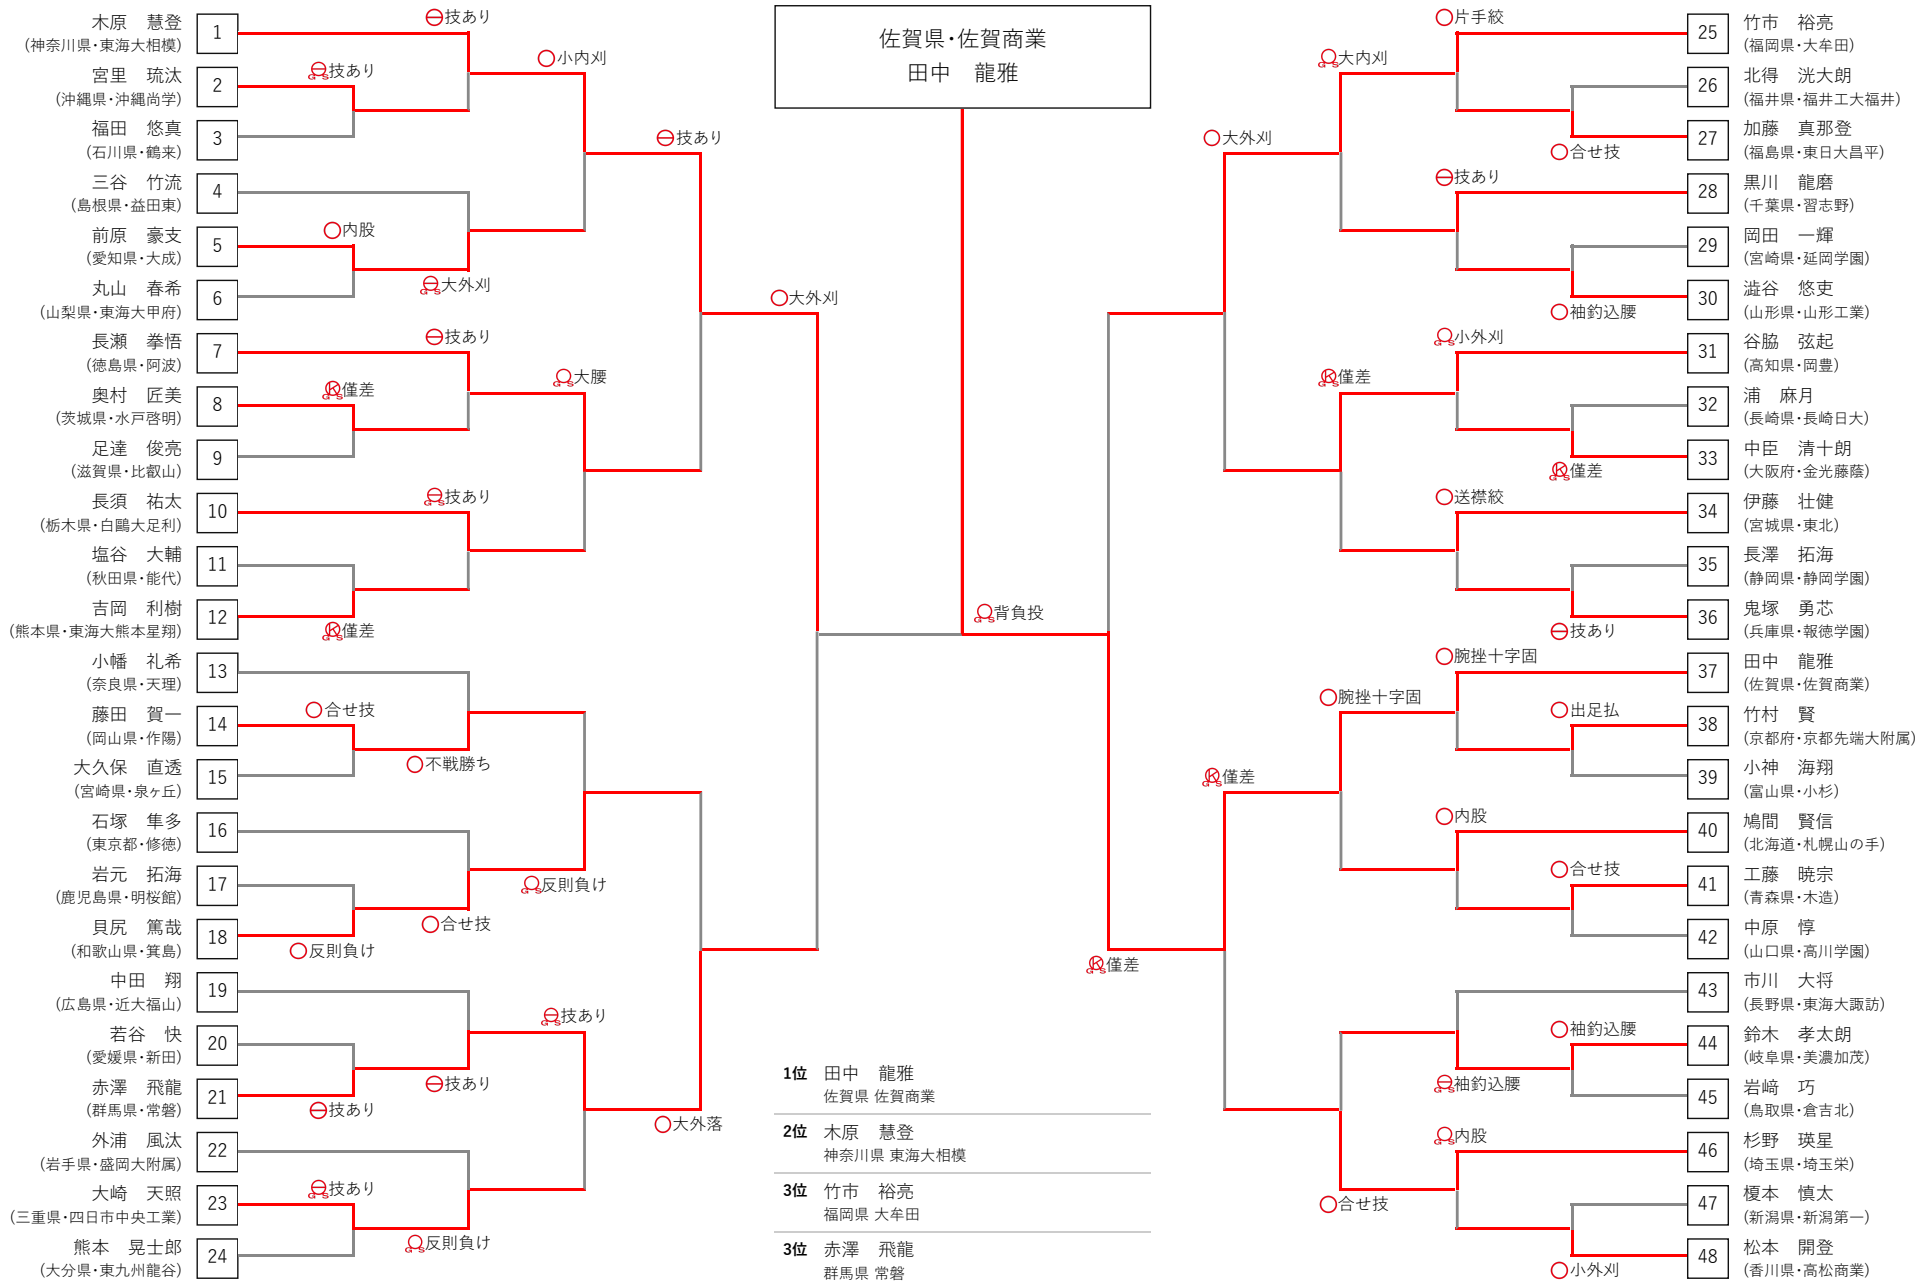 佐賀県・佐賀商業
田中　龍雅
木原　慧登
(神奈川県・東海大相模)
1
宮里　琉汰
(沖縄県・沖縄尚学)
2
福田　悠真
(石川県・鶴来)
3
三谷　竹流
(島根県・益田東)
4
前原　豪支
(愛知県・大成)
5
丸山　春希
(山梨県・東海大甲府)
6
長瀬　拳悟
(徳島県・阿波)
7
奥村　匠美
(茨城県・水戸啓明)
8
足達　俊亮
(滋賀県・比叡山)
9
長須　祐太
(栃木県・白鷗大足利)
10
塩谷　大輔
(秋田県・能代)
11
吉岡　利樹
(熊本県・東海大熊本星翔)
12
小幡　礼希
(奈良県・天理)
13
藤田　賀一
(岡山県・作陽)
14
大久保　直透
(宮崎県・泉ヶ丘)
15
石塚　隼多
(東京都・修徳)
16
岩元　拓海
(鹿児島県・明桜館)
17
貝尻　篤哉
(和歌山県・箕島)
18
中田　翔
(広島県・近大福山)
19
若谷　快
(愛媛県・新田)
20
赤澤　飛龍
(群馬県・常磐)
21
外浦　風汰
(岩手県・盛岡大附属)
22
大崎　天照
(三重県・四日市中央工業)
23
熊本　晃士郎
(大分県・東九州龍谷)
24
技あり
GS技あり
小内刈
内股
GS大外刈
技あり
技あり
K GS僅差
GS大腰
GS技あり
K GS僅差
大外刈
合せ技
不戦勝ち
反則負け
合せ技
GS反則負け
技あり
技あり
GS技あり
GS技あり
GS反則負け
大外落
GS背負投
片手絞
GS大内刈
合せ技
大外刈
技あり
袖釣込腰
GS小外刈
K GS僅差
K GS僅差
送襟絞
技あり
腕挫十字固
腕挫十字固
出足払
K GS僅差
内股
合せ技
K GS僅差
袖釣込腰
GS袖釣込腰
GS内股
合せ技
小外刈
25
竹市　裕亮
(福岡県・大牟田)
26
北得　洸大朗
(福井県・福井工大福井)
27
加藤　真那登
(福島県・東日大昌平)
28
黒川　龍磨
(千葉県・習志野)
29
岡田　一輝
(宮崎県・延岡学園)
30
澁谷　悠吏
(山形県・山形工業)
31
谷脇　弦起
(高知県・岡豊)
32
浦　麻月
(長崎県・長崎日大)
33
中臣　清十朗
(大阪府・金光藤蔭)
34
伊藤　壮健
(宮城県・東北)
35
長澤　拓海
(静岡県・静岡学園)
36
鬼塚　勇芯
(兵庫県・報徳学園)
37
田中　龍雅
(佐賀県・佐賀商業)
38
竹村　賢
(京都府・京都先端大附属)
39
小神　海翔
(富山県・小杉)
40
鳩間　賢信
(北海道・札幌山の手)
41
工藤　暁宗
(青森県・木造)
42
中原　惇
(山口県・高川学園)
43
市川　大将
(長野県・東海大諏訪)
44
鈴木　孝太朗
(岐阜県・美濃加茂)
45
岩﨑　巧
(鳥取県・倉吉北)
46
杉野　瑛星
(埼玉県・埼玉栄)
47
榎本　慎太
(新潟県・新潟第一)
48
松本　開登
(香川県・高松商業)
1位　田中　龍雅
佐賀県 佐賀商業
2位　木原　慧登
神奈川県 東海大相模
3位　竹市　裕亮
福岡県 大牟田
3位　赤澤　飛龍
群馬県 常磐